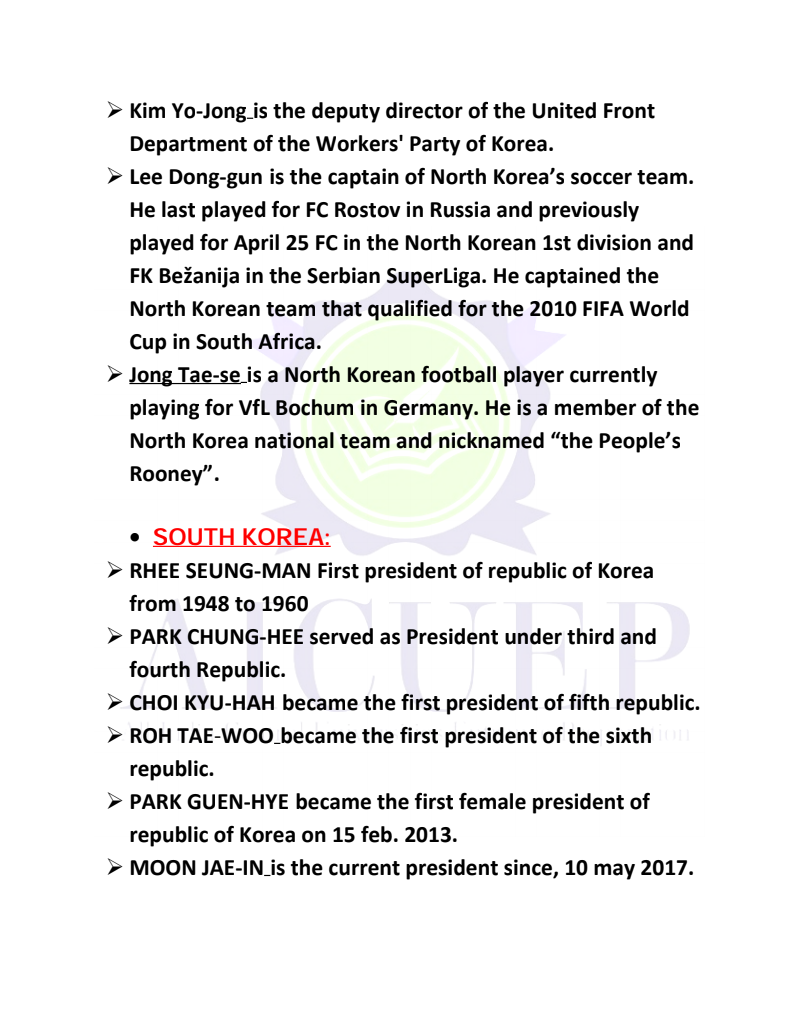 ➢ Kim Yo-Jong is the deputy director of the United Front
Department of the Workers' Party of Korea.
➢ Lee Dong-gun is the captain of North Korea’s soccer team.
He last played for FC Rostov in Russia and previously
played for April 25 FC in the North Korean 1st division and
FK Bežanija in the Serbian SuperLiga. He captained the
North Korean team that qualified for the 2010 FIFA World
Cup in South Africa.
➢ Jong Tae-se is a North Korean football player currently
playing for VfL Bochum in Germany. He is a member of the
North Korea national team and nicknamed “the People’s
Rooney”.
• SOUTH KOREA:
➢ RHEE SEUNG-MAN First president of republic of Korea
from 1948 to 1960
AICUEP
➢ PARK CHUNG-HEE served as President under third and
fourth Republic.
➢ CHOI KYU-HAH became the first president of fifth republic.
➢ ROH TAE-WOO became the first president of the sixth
republic.
➢ PARK GUEN-HYE became the first female president of
republic of Korea on 15 feb. 2013.
➢ MOON JAE-IN is the current president since, 10 may 2017.